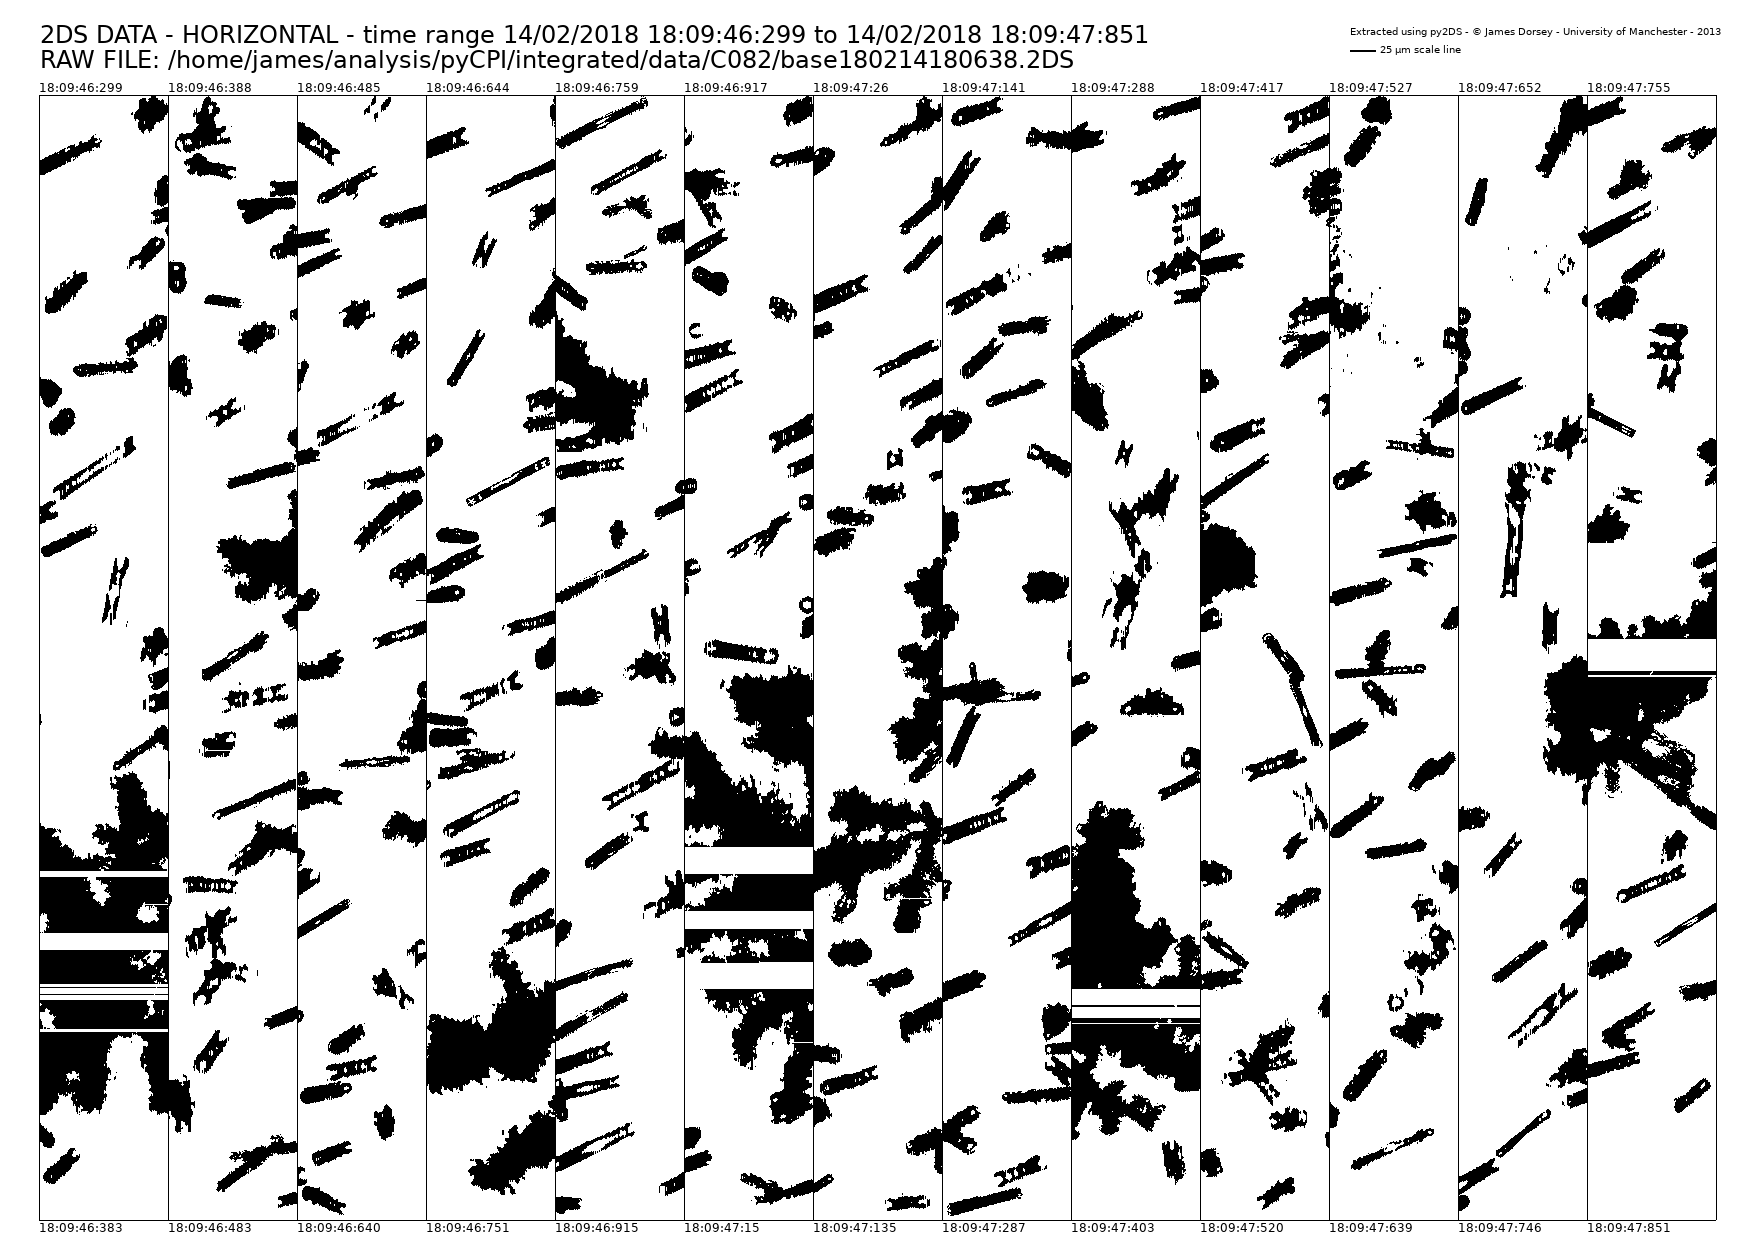 2DS DATA - HORIZONTAL - time range 14/02/2018 18:09:46:299 to 14/02/2018 18:09:47:851
RAW FILE: /home/james/analysis/pyCPI/integrated/data/C082/base180214180638.2DS
Extracted using py2DS - © James Dorsey - University of Manchester - 2013
25 µm scale line
18:09:46:299 18:09:46:388 18:09:46:485 18:09:46:644 18:09:46:759 18:09:46:917 18:09:47:26 18:09:47:141 18:09:47:288 18:09:47:417 18:09:47:527 18:09:47:652 18:09:47:755
18:09:46:383 18:09:46:483 18:09:46:640 18:09:46:751 18:09:46:915 18:09:47:15 18:09:47:135 18:09:47:287 18:09:47:403 18:09:47:520 18:09:47:639 18:09:47:746 18:09:47:851